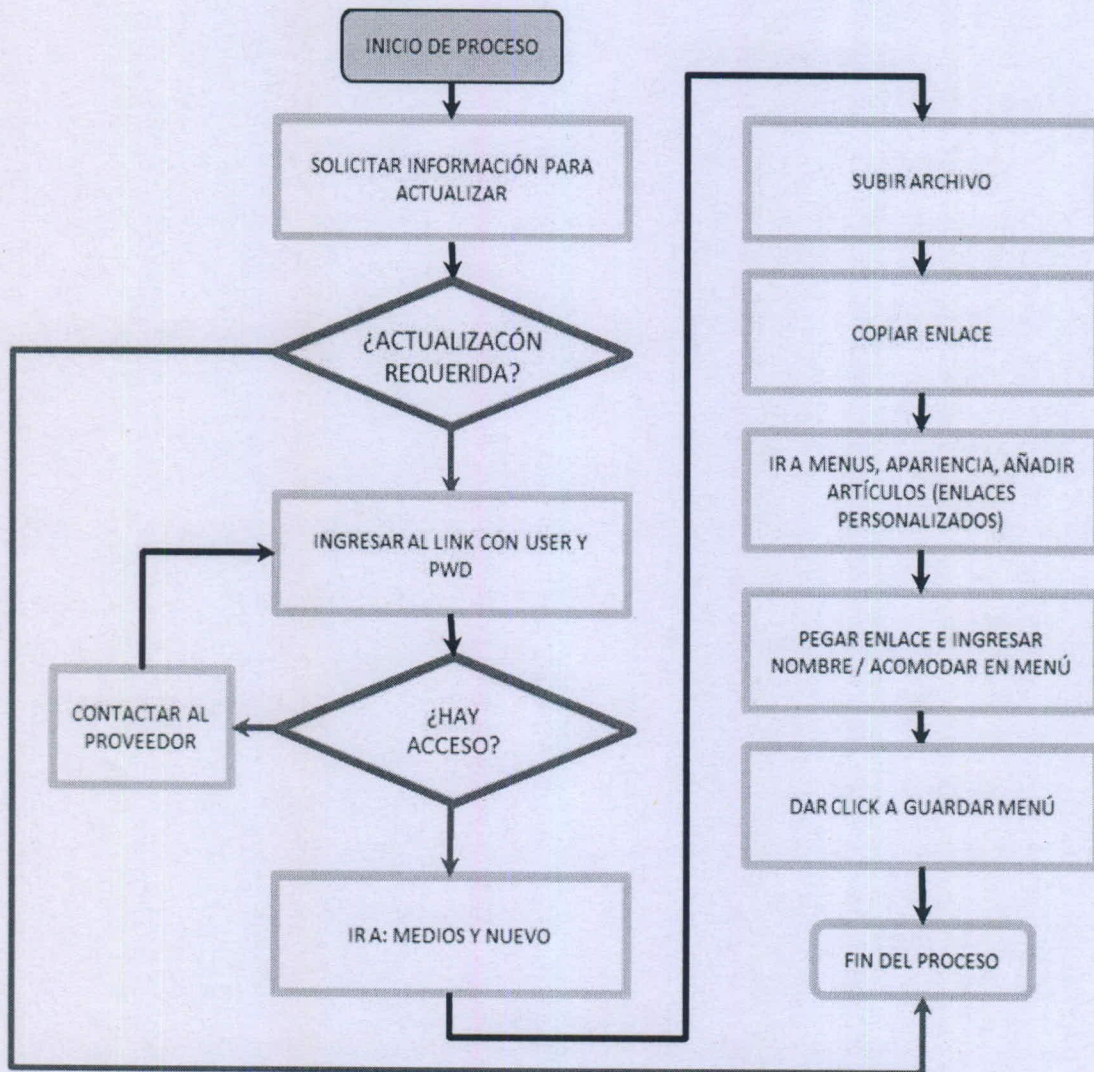 INICIO DE PROCESO
SOLICITAR INFORMACIÓN PARA
ACTUALIZAR
¿ACTUALIZACÓN
REQUERIDA?
INGRESAR AL LINK CON USER Y
PWD
¿HAY
ACCESO?
CONTACTAR AL
PROVEEDOR
IR A: MEDIOS Y NUEVO
SUBIR ARCHIVO
COPIAR ENLACE
IR A MENUS, APARIENCIA, AÑADIR
ARTÍCULOS (ENLACES
PERSONALIZADOS)
PEGAR ENLACE E INGRESAR
NOMBRE / ACOMODAR EN MENÚ
DAR CLICK A GUARDAR MENÚ
FIN DEL PROCESO